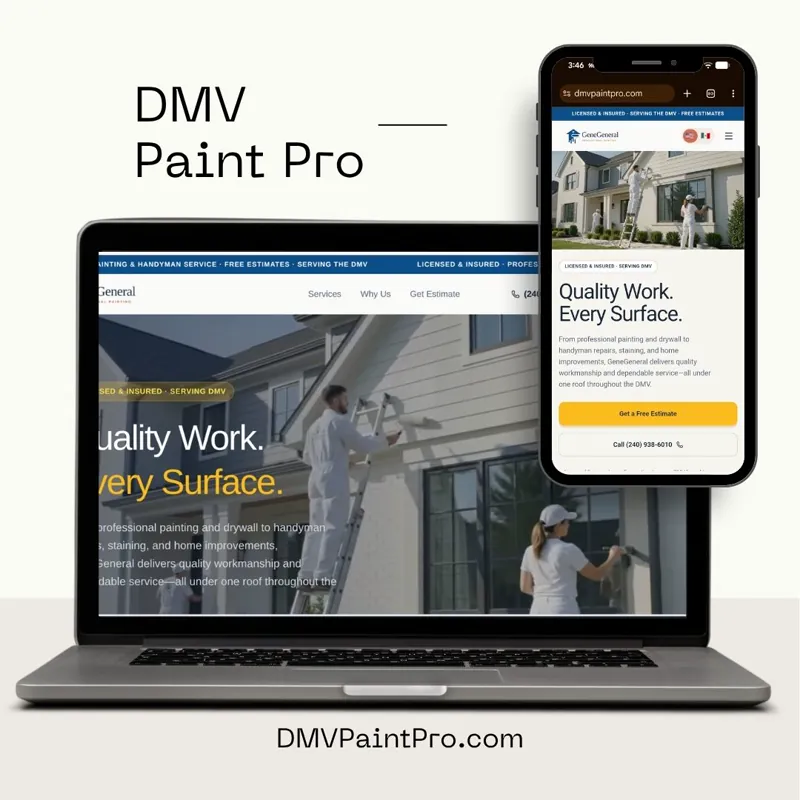 DMV
Paint Pro
AINTING & HANDYMAN SERVICE · FREE ESTIMATES · SERVING THE DMV LICENSED & INSURED · PROFES
General
Services Why Us Get Estimate (240
SED & INSURED · SERVING DMV
uality Work.
very Surface.
professional painting and drywall to handyman
s, staining, and home improvements,
General delivers quality workmanship and
dable service—all under one roof throughout the
3:46
dmvpaintpro.com
LICENSED & INSURED · SERVING THE DMV · FREE ESTIMATES
GeneGeneral
LICENSED & INSURED · SERVING DMV
Quality Work.
Every Surface.
From professional painting and drywall to
handyman repairs, staining, and home
improvements, GeneGeneral delivers quality
workmanship and dependable service—all under
one roof throughout the DMV.
Get a Free Estimate
Call (240) 938-6010
DMVPaintPro.com